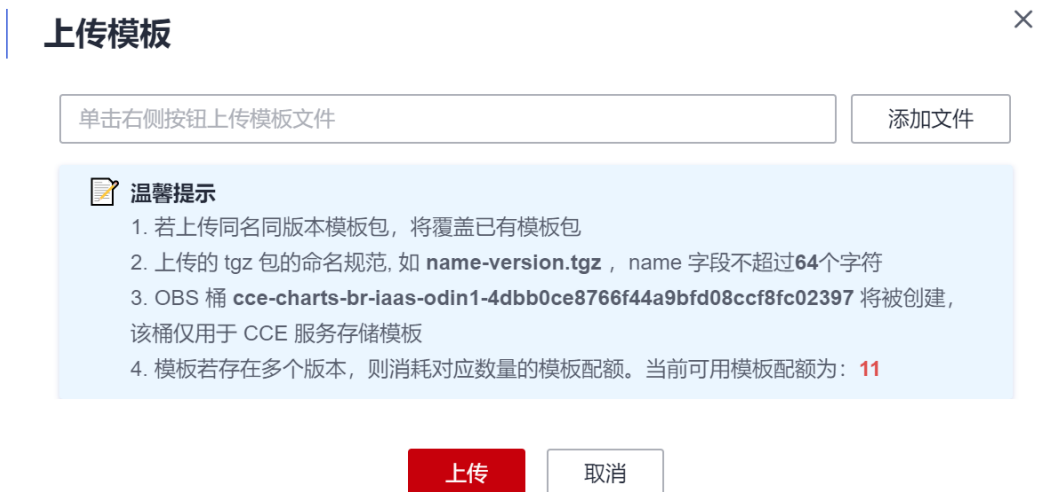 上传模板
单击右侧按钮上传模板文件
添加文件
温馨提示
1. 若上传同名同版本模板包，将覆盖已有模板包
2. 上传的 tgz 包的命名规范, 如 name-version.tgz ，name 字段不超过64个字符
3. OBS 桶 cce-charts-br-iaas-odin1-4dbb0ce8766f44a9bfd08ccf8fc02397 将被创建，
该桶仅用于 CCE 服务存储模板
4. 模板若存在多个版本，则消耗对应数量的模板配额。当前可用模板配额为：11
上传
取消